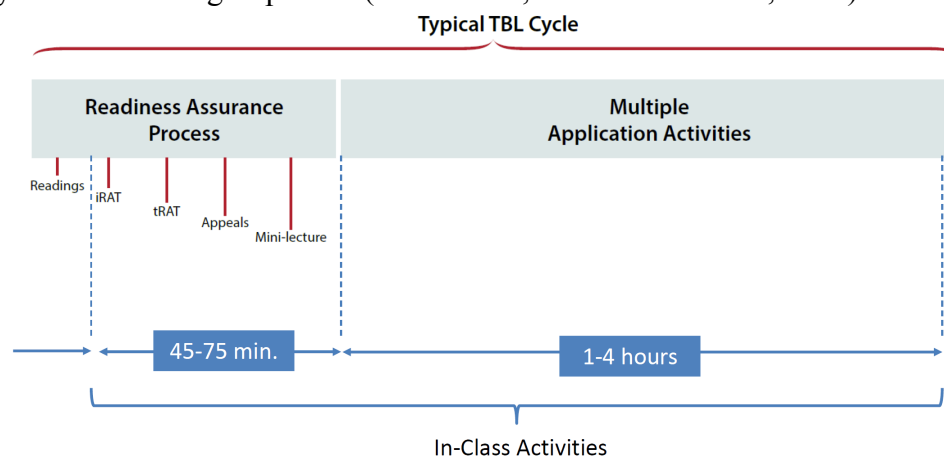 Typical TBL Cycle
Readiness Assurance
Process
Multiple
Application Activities
Readings
iRAT
tRAT
Appeals
Mini-lecture
45-75 min.
1-4 hours
In-Class Activities